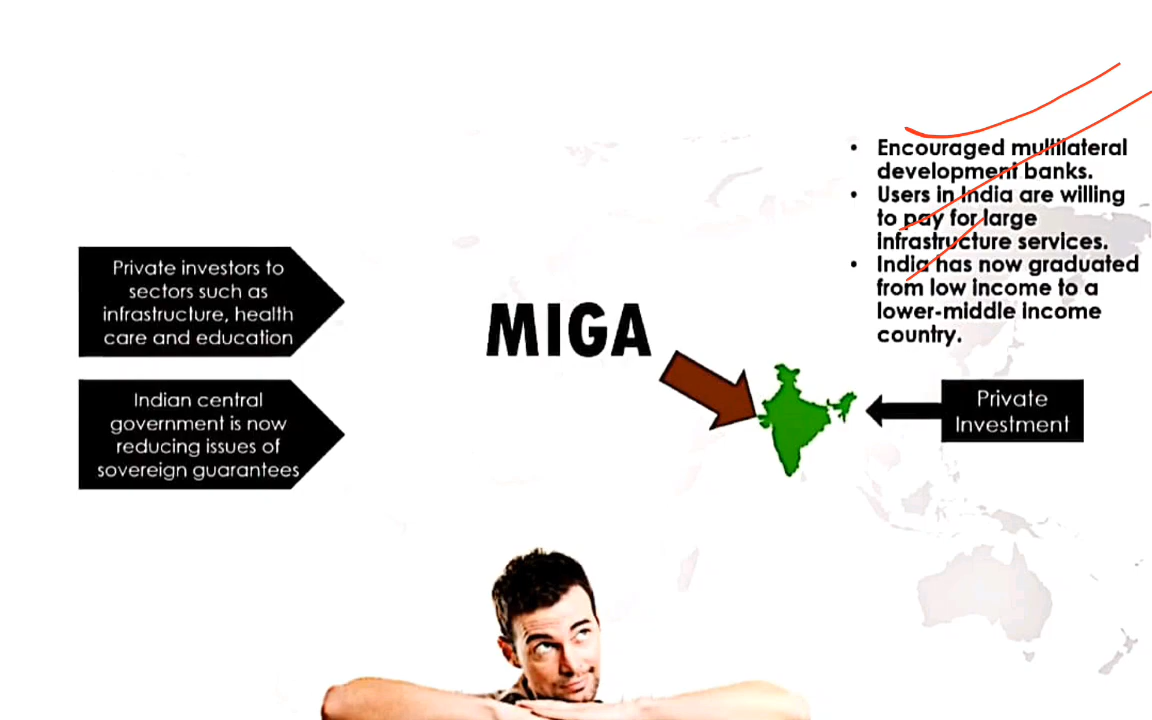 • Encouraged multilateral
development banks.
• Users in India are willing
to pay for large
infrastructure services.
• India has now graduated
from low income to a
lower-middle income
country.
Private investors to
sectors such as
infrastructure, health
care and education
MIGA
Indian central
government is now
reducing issues of
sovereign guarantees
Private
Investment